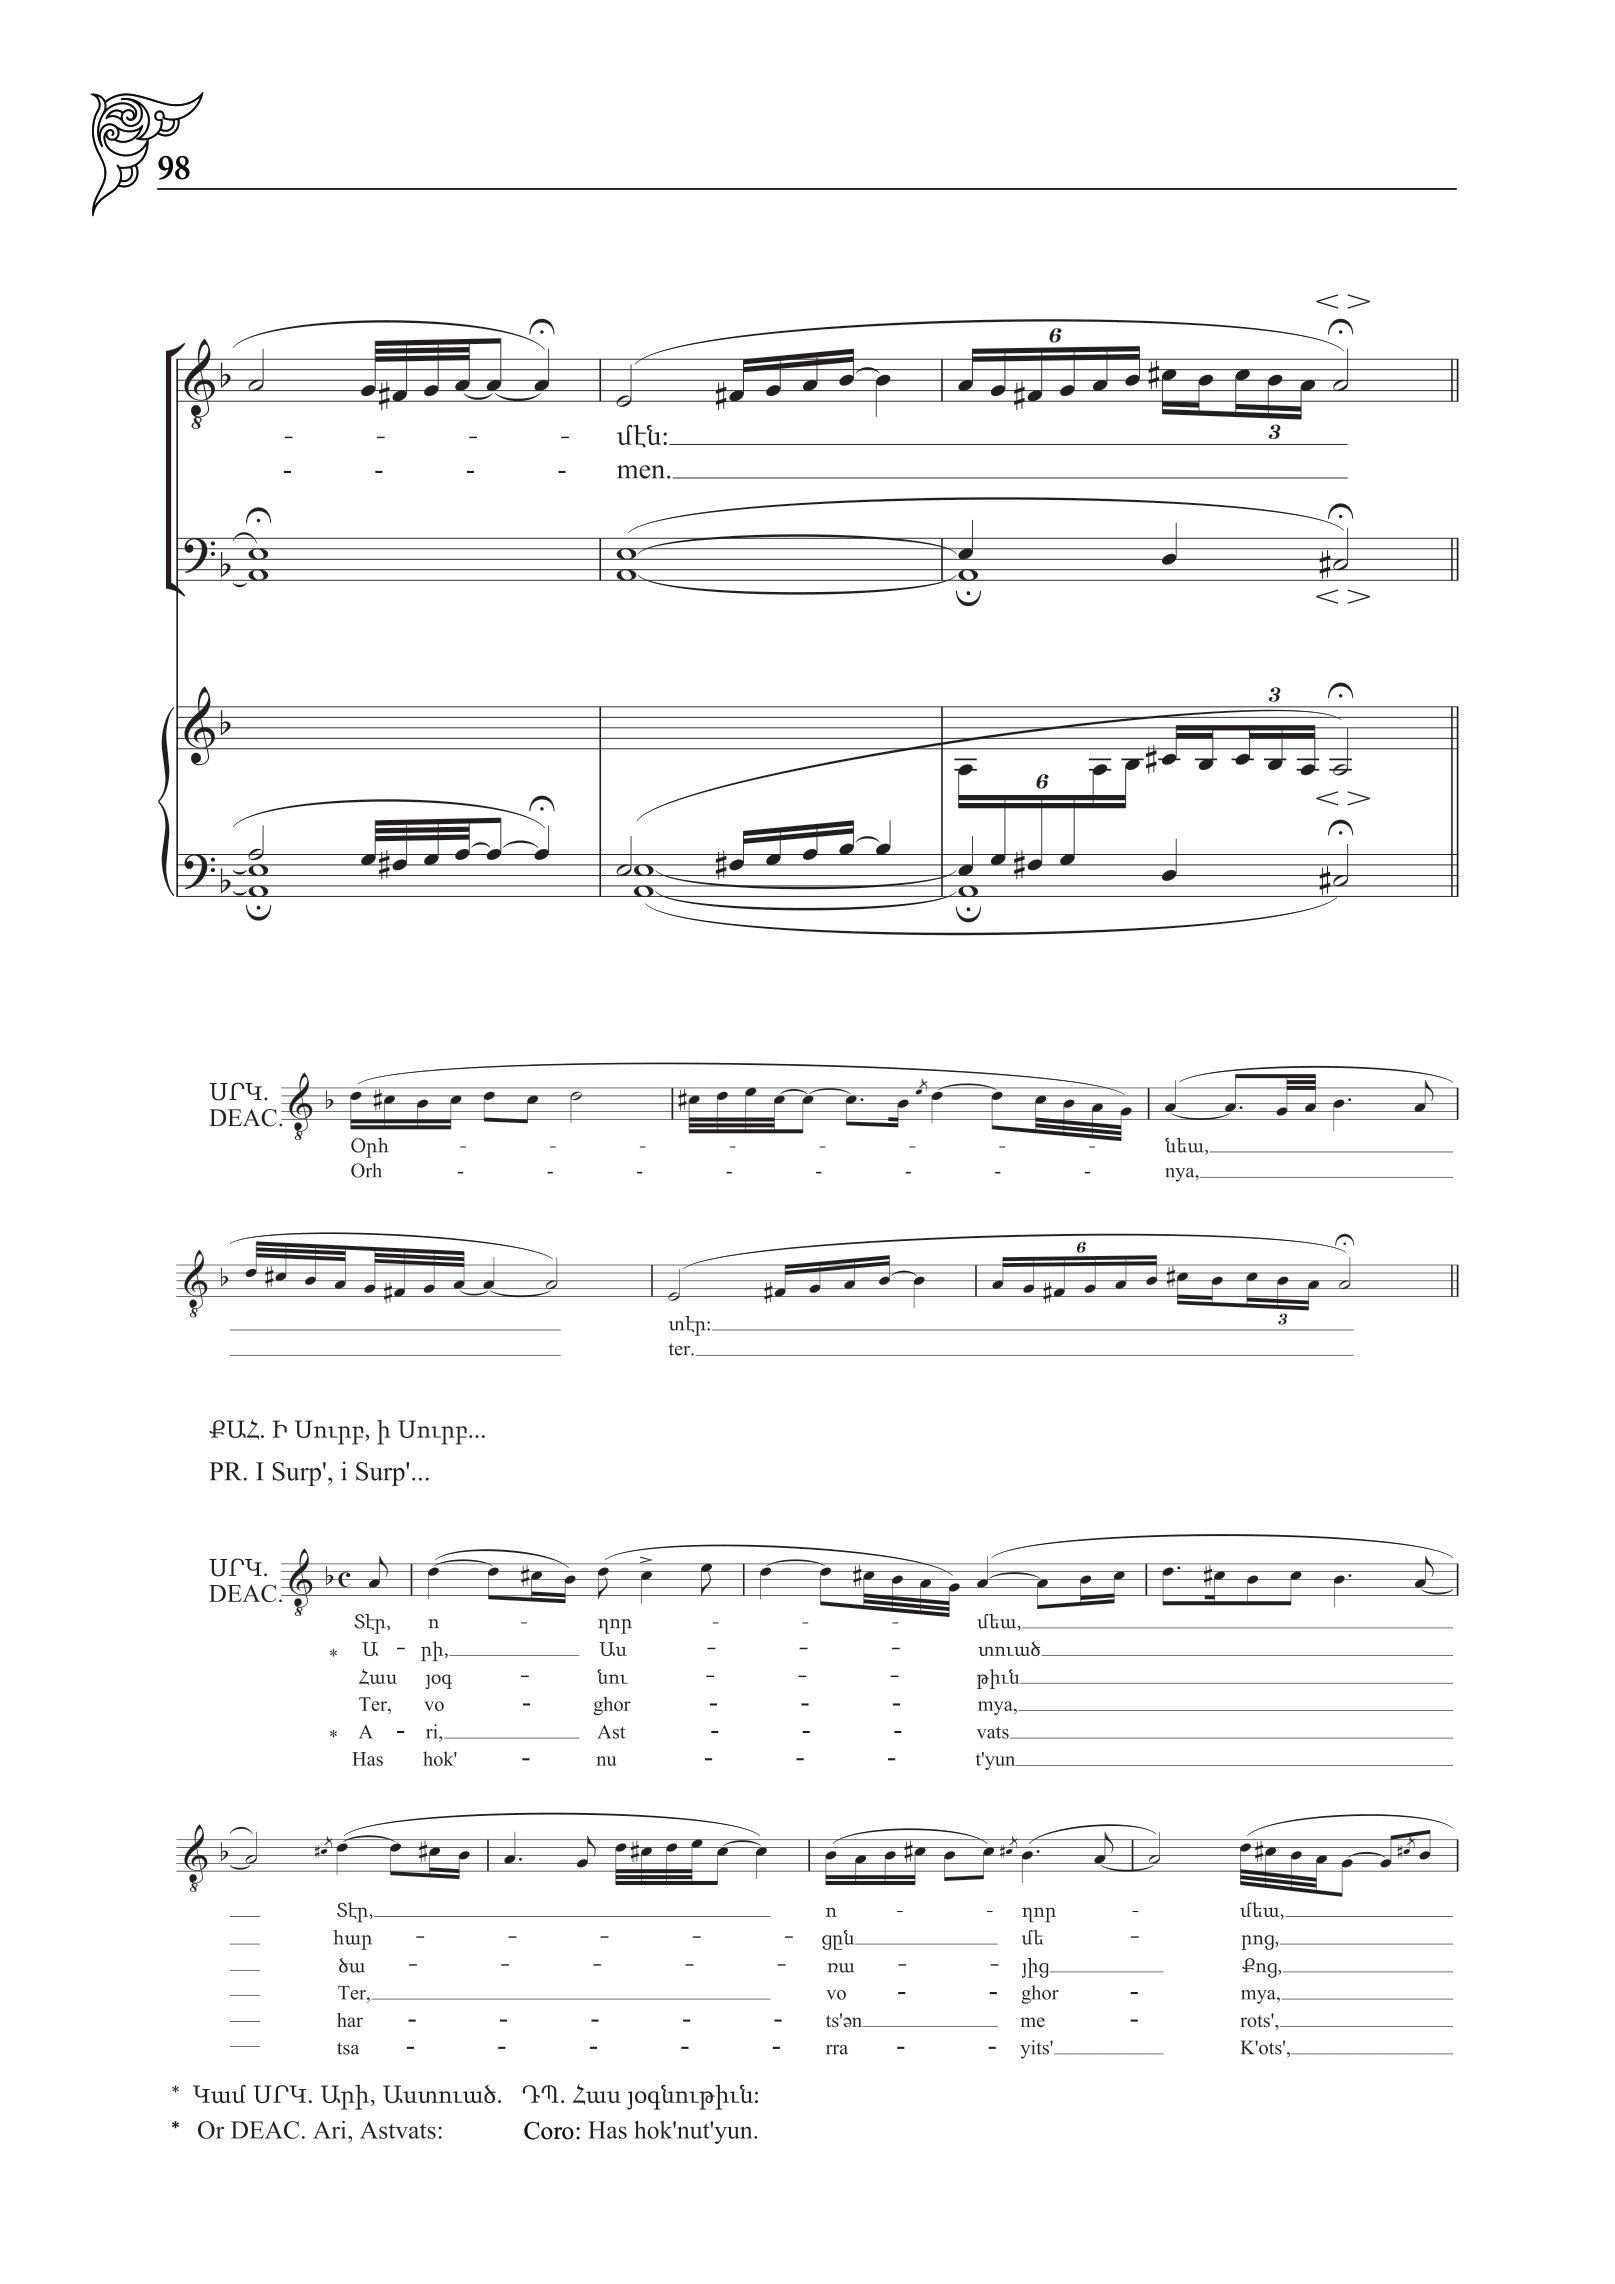 98
6
- - - - մէն:
- - - - men.
3
3
6
ՍՐԿ.
DEAC.
Օրհ - - - - - - - - նեա,
Orh - - - - - - - - nya,
6
3
տէր:
ter.
ՔԱՀ. Ի Սուրբ, ի Սուրբ...
PR. I Surp', i Surp'...
ՍՐԿ.
DEAC.
Տէր, ո - ղոր - - - մեա,
* Ա - րի, Աս - - - տուած
Հաս յօգ - նու - - - թիւն
Ter, vo - ghor - - - mya,
* A - ri, Ast - - - vats
Has hok' - nu - - - t'yun
Տէր, ո - - ղոր - մեա,
հար - - - - - ցըն մե - րոց,
ծա - - - - - ռա - - յից Քոց,
Ter, vo - - ghor - mya,
har - - - - - ts'ən me - rots',
tsa - - - - - rra - - yits' K'ots',
* Կամ ՍՐԿ. Արի, Աստուած. ԴՊ. Հաս յօգնութիւն:
* Or DEAC. Ari, Astvats: Coro: Has hok'nut'yun.